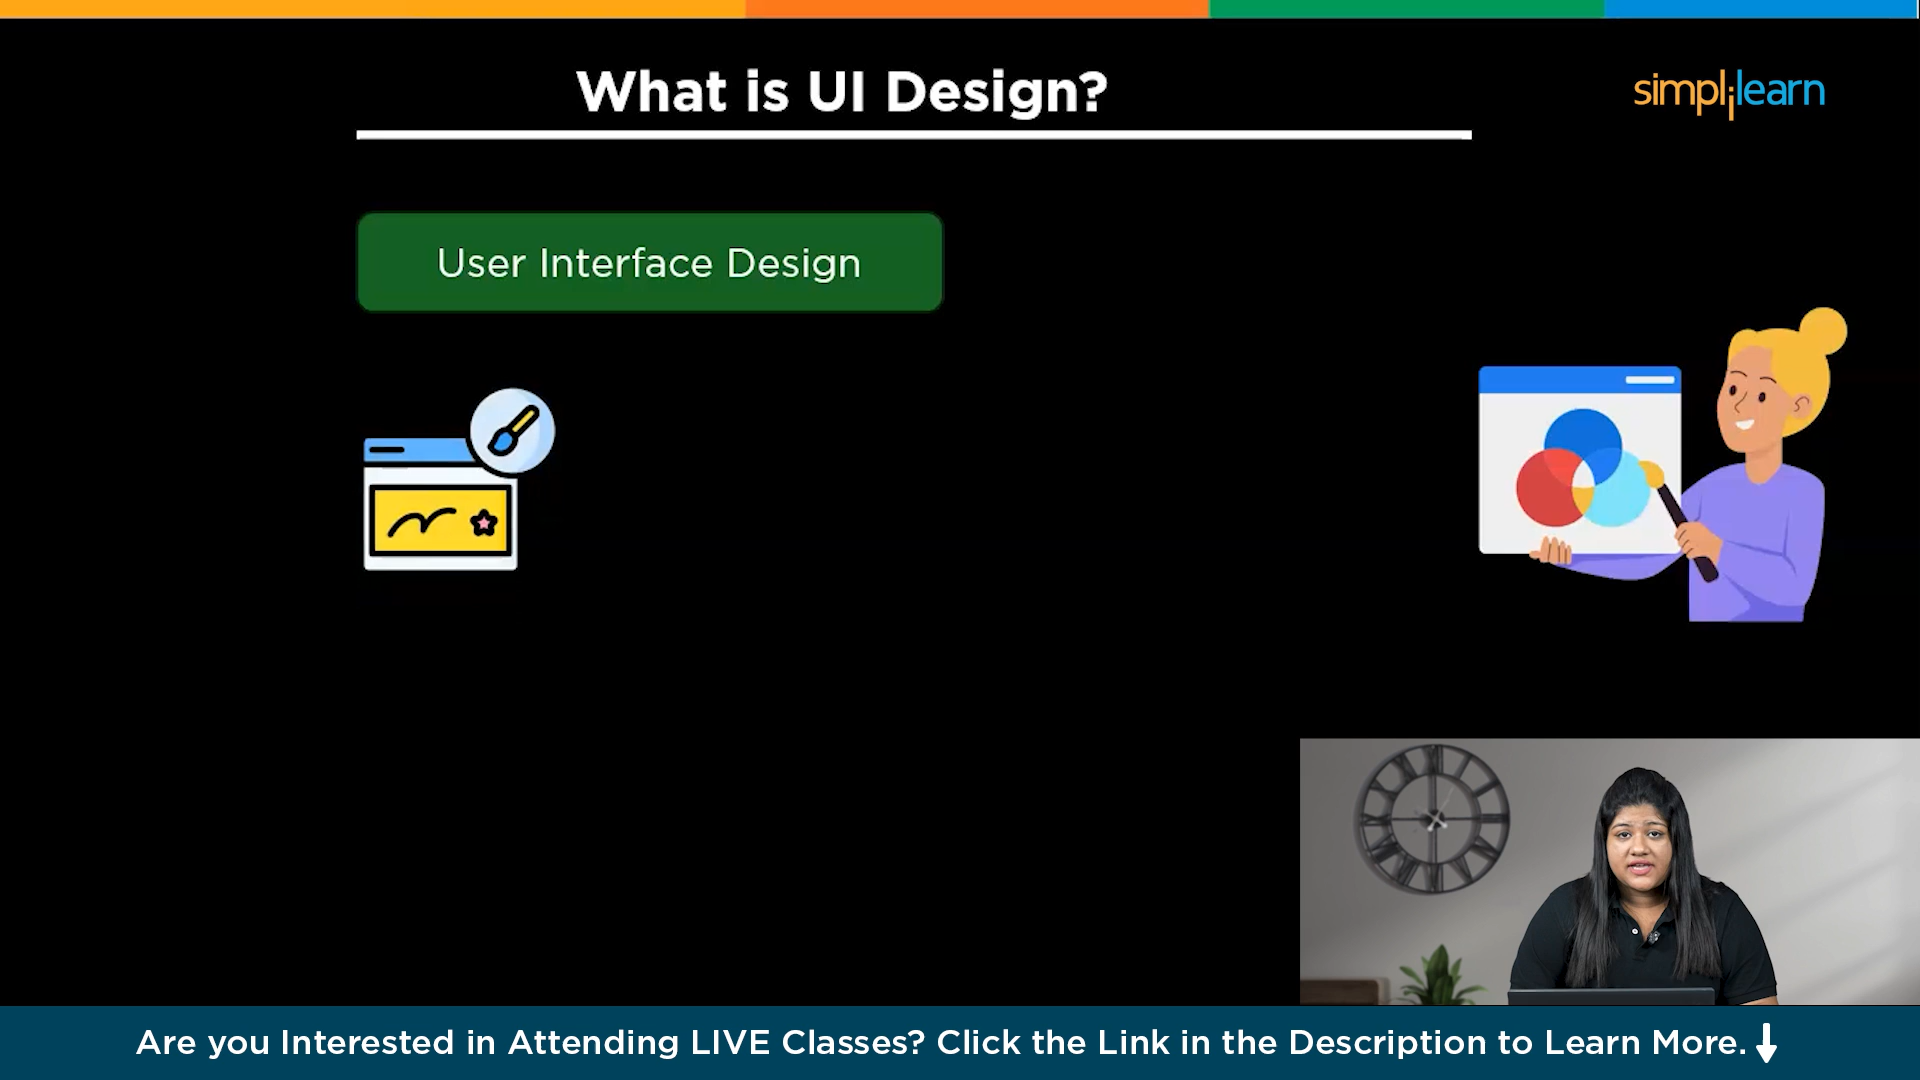 What is UI Design?
simplilearn
User Interface Design
Are you Interested in Attending LIVE Classes? Click the Link in the Description to Learn More.